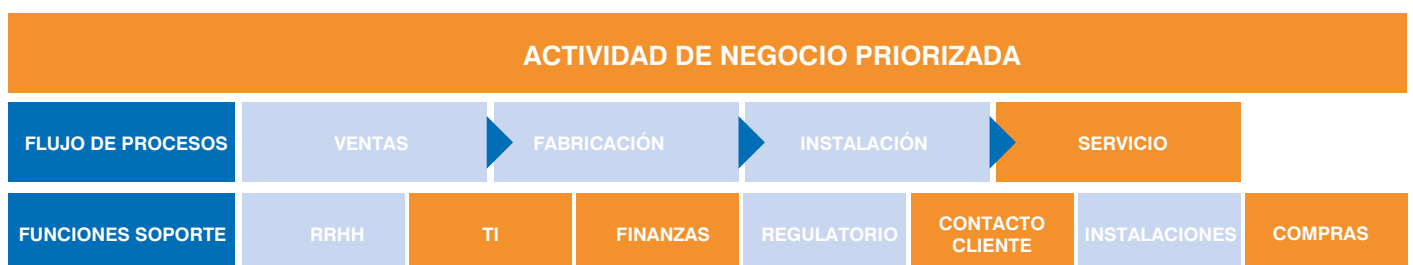 ACTIVIDAD DE NEGOCIO PRIORIZADA
FLUJO DE PROCESOS
VENTAS
FABRICACIÓN
INSTALACIÓN
SERVICIO
FUNCIONES SOPORTE
RRHH
TI
FINANZAS
REGULATORIO
CONTACTO
CLIENTE
INSTALACIONES
COMPRAS